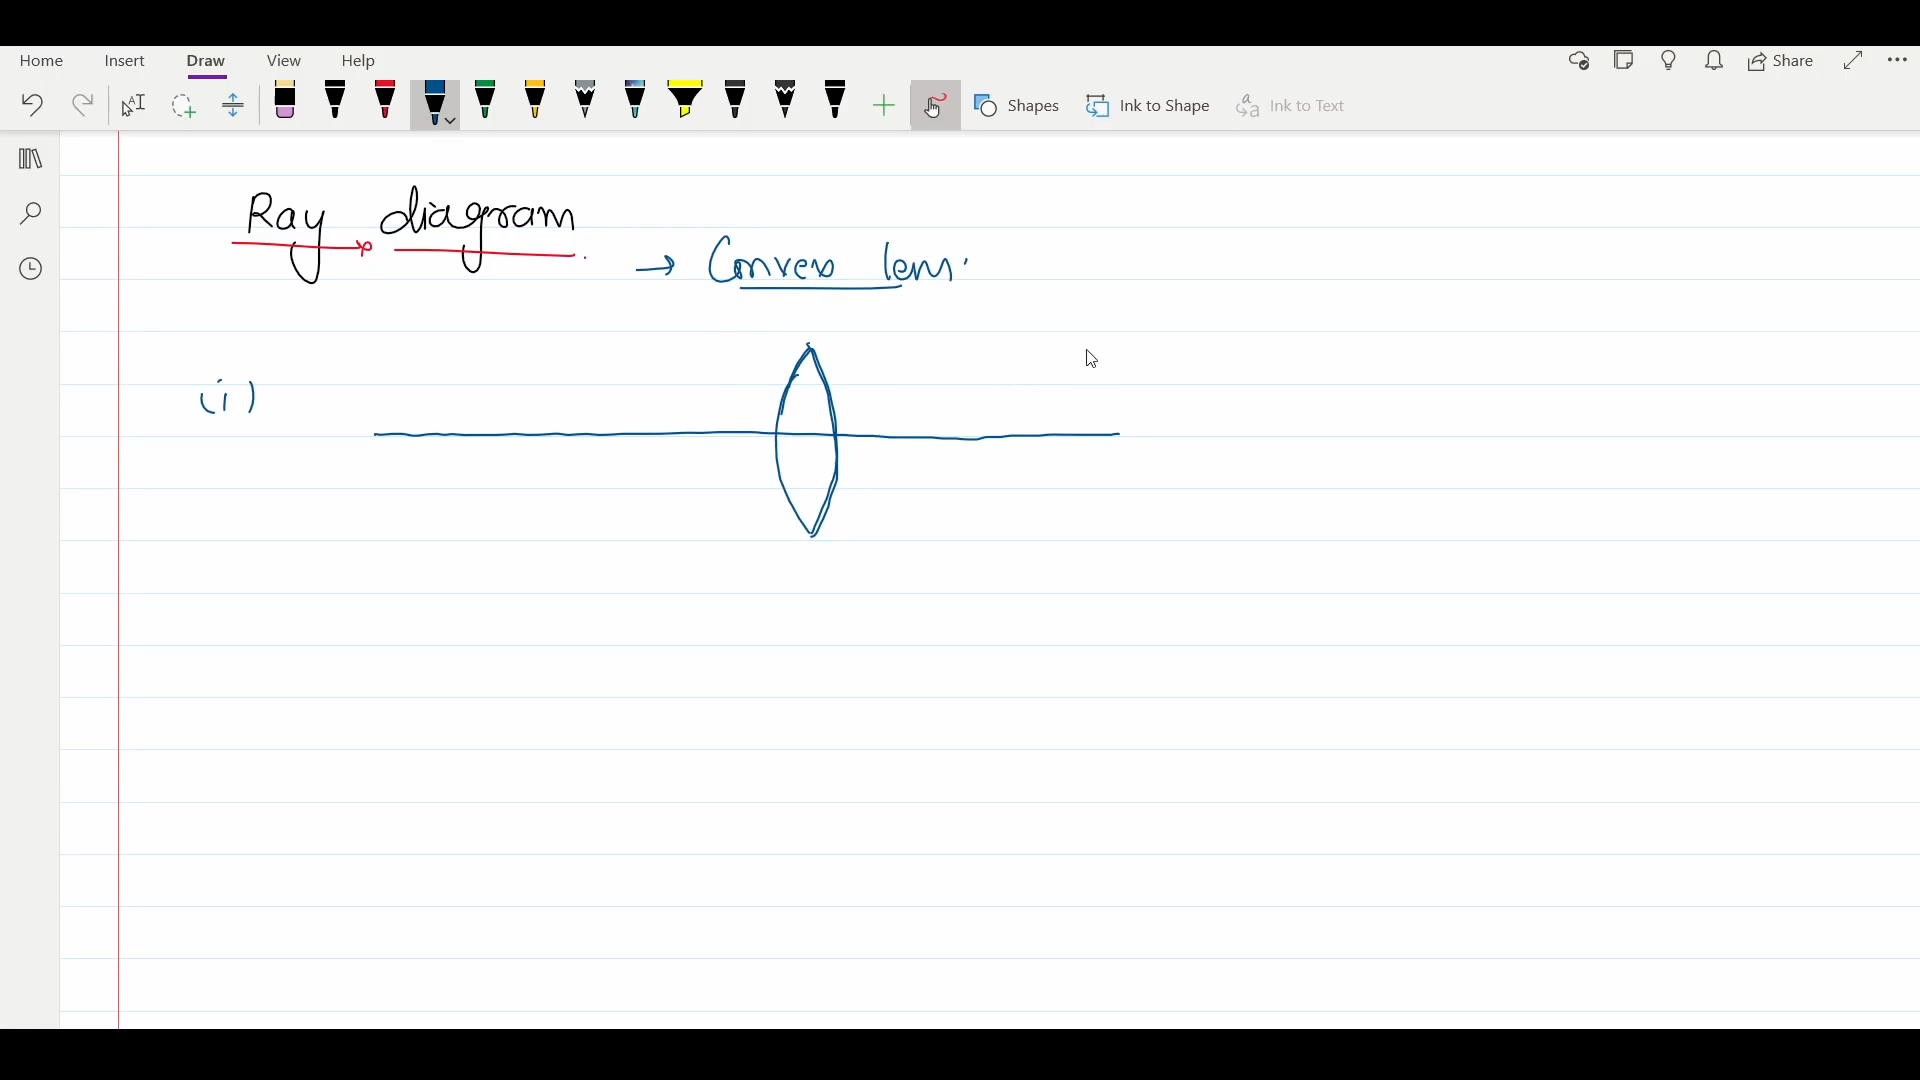 Home Insert Draw View Help Share
Shapes Ink to Shape Ink to Text
Ray diagram
→ Convex lens.
(i)